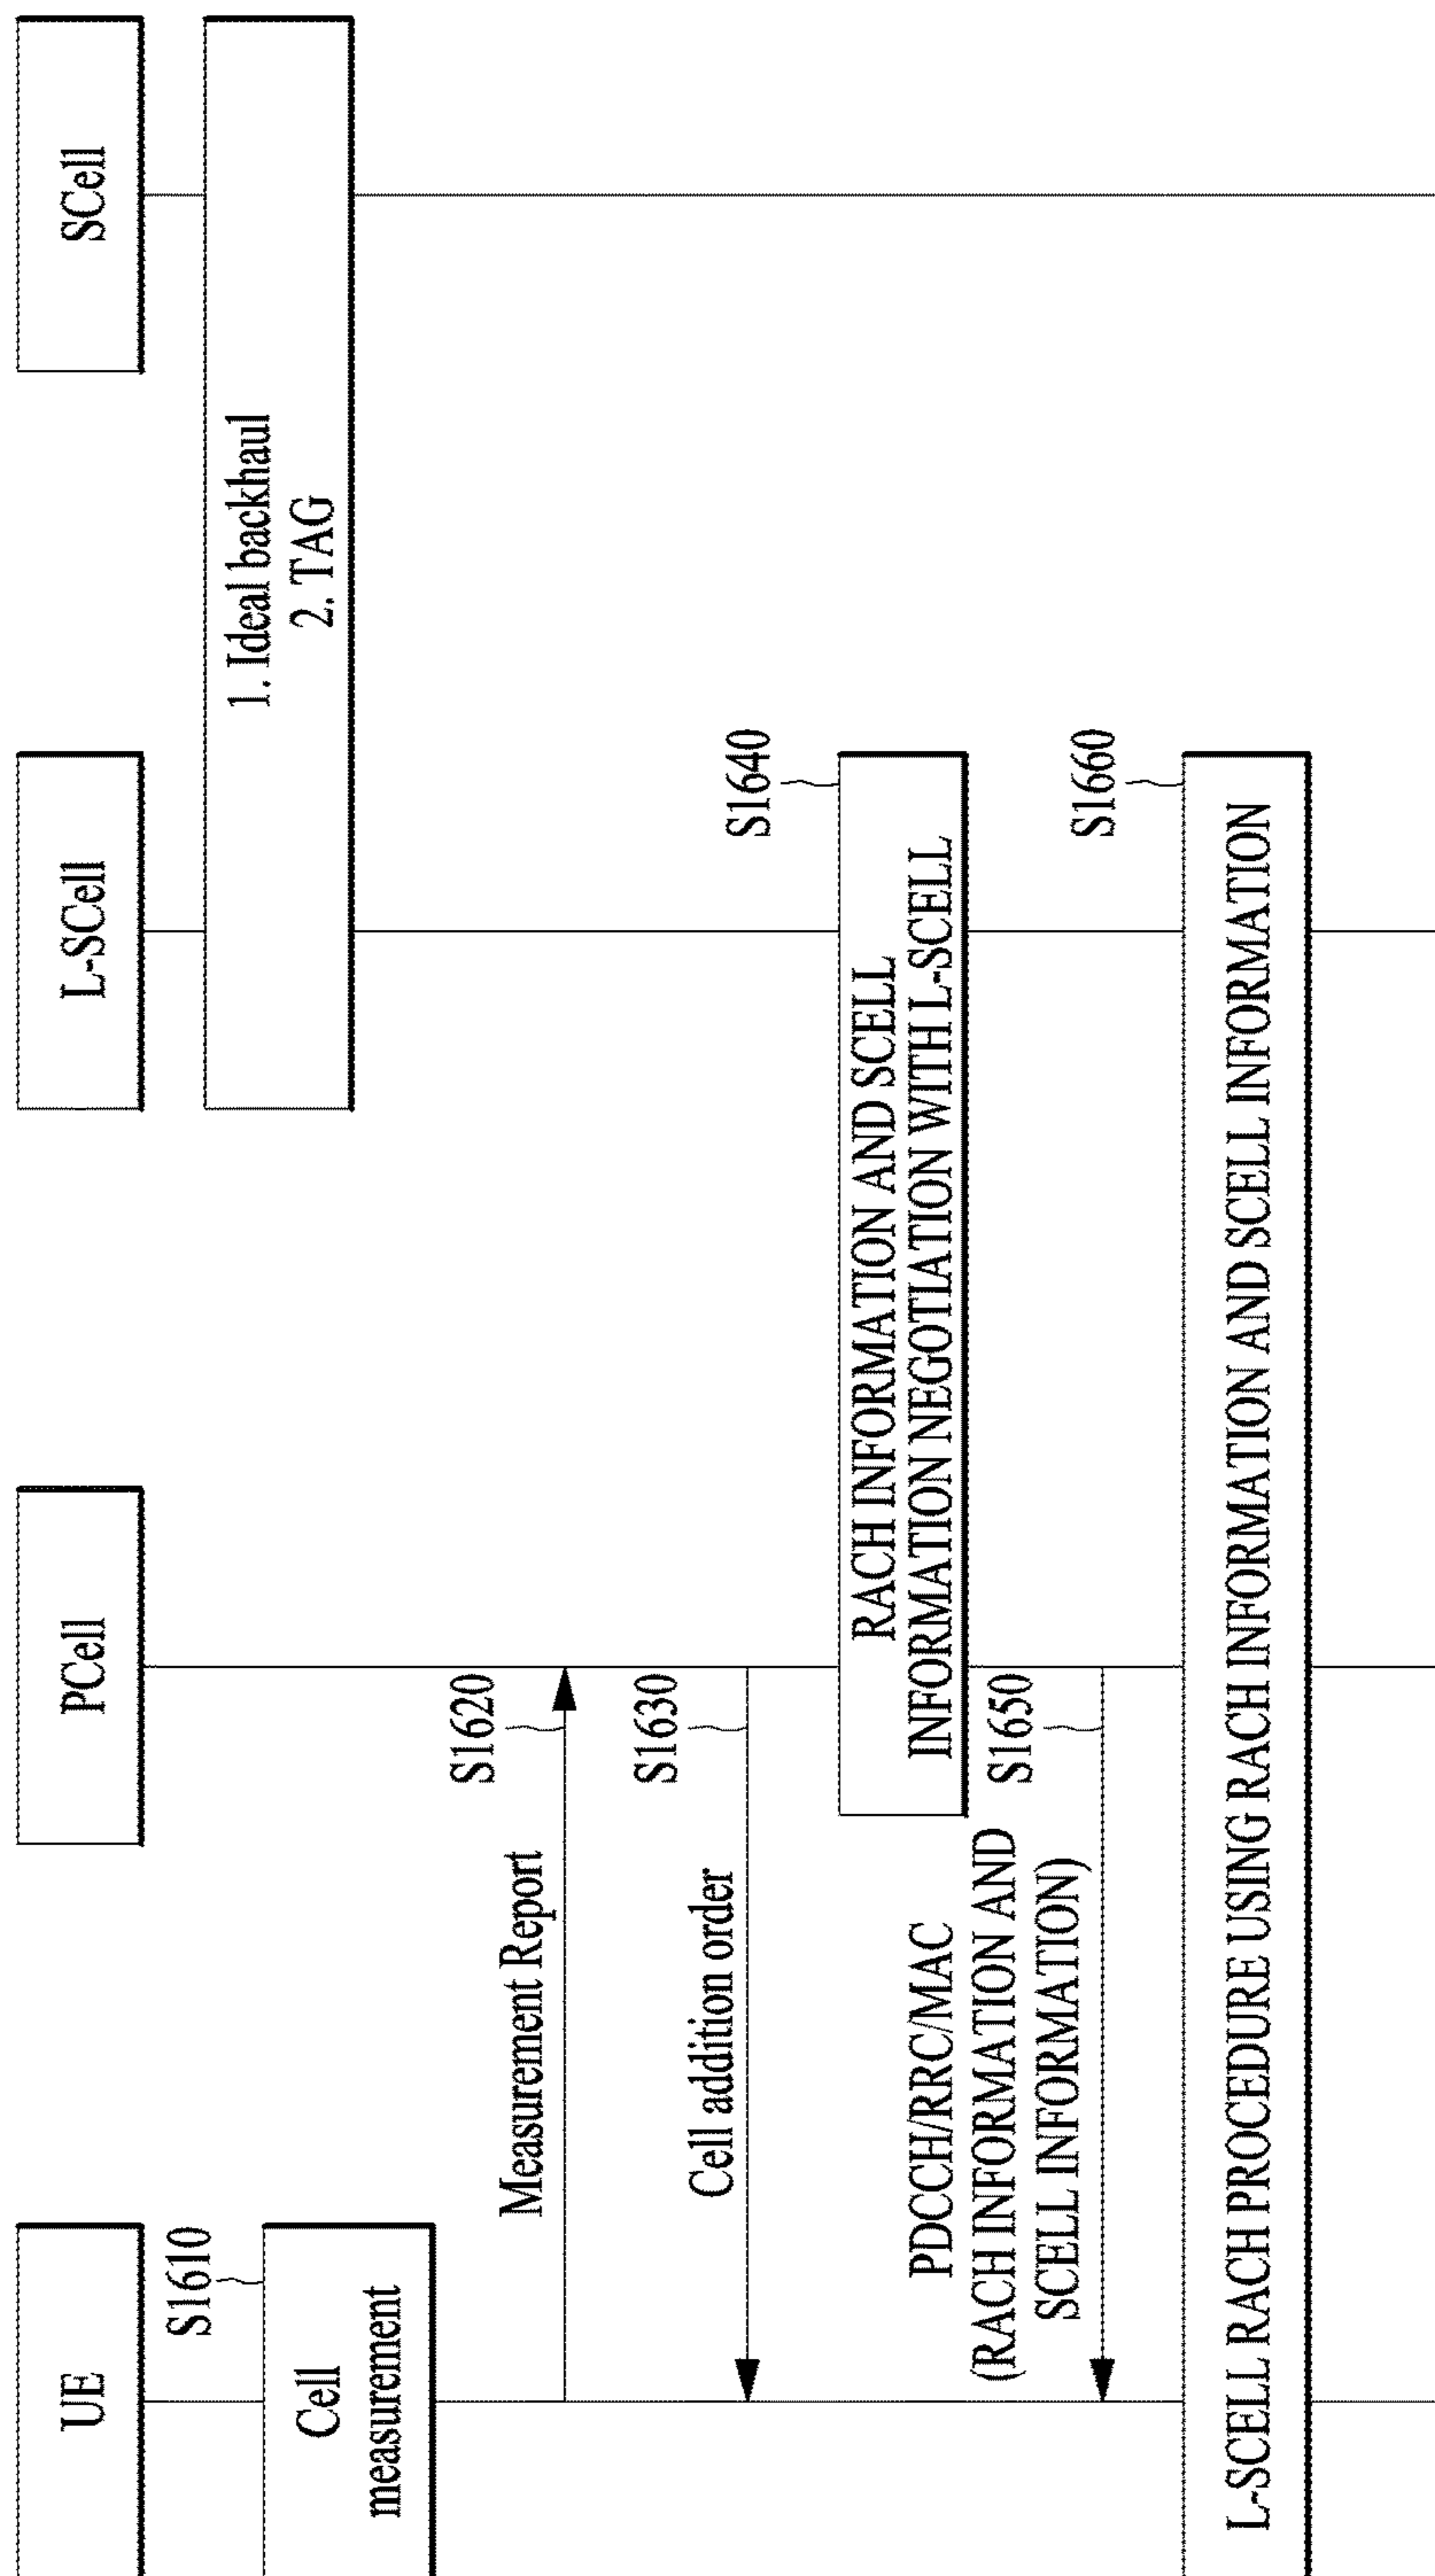 UE
PCell
L-SCell
SCell
S1610
Cell
measurement
1. Ideal backhaul
2. TAG
S1620
Measurement Report
S1630
Cell addition order
S1640
RACH INFORMATION AND SCELL
INFORMATION NEGOTIATION WITH L-SCELL
PDCCH/RRC/MAC
(RACH INFORMATION AND
SCELL INFORMATION)
S1650
S1660
L-SCELL RACH PROCEDURE USING RACH INFORMATION AND SCELL INFORMATION